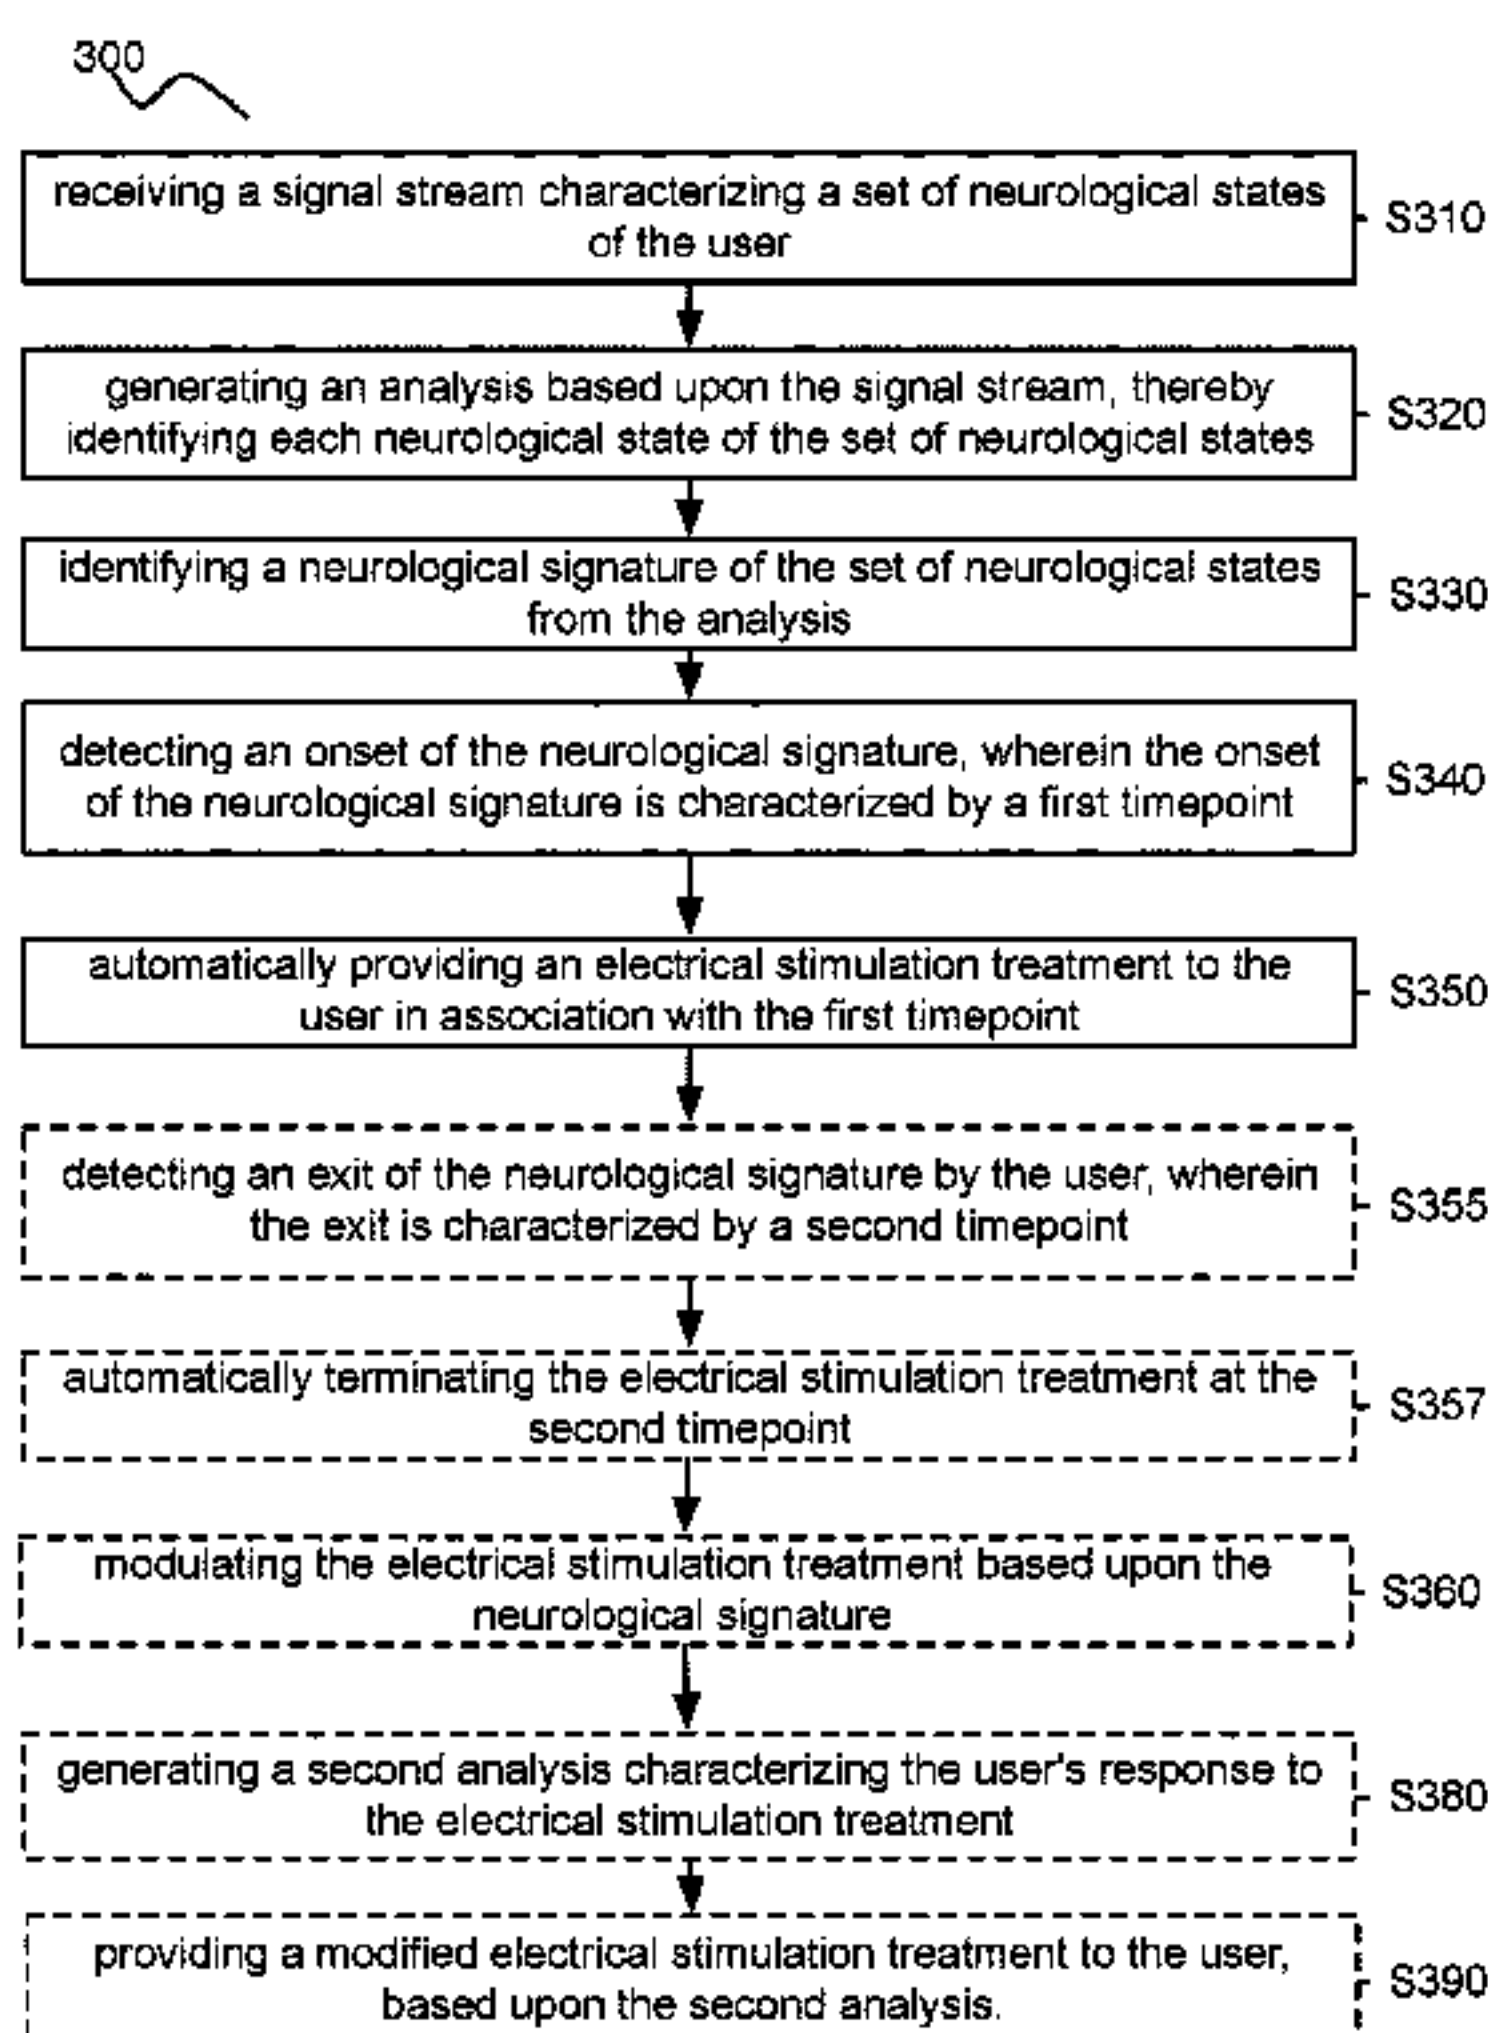 300
receiving a signal stream characterizing a set of neurological states
of the user
S310
generating an analysis based upon the signal stream, thereby
identifying each neurological state of the set of neurological states
S320
identifying a neurological signature of the set of neurological states
from the analysis
S330
detecting an onset of the neurological signature, wherein the onset
of the neurological signature is characterized by a first timepoint
S340
automatically providing an electrical stimulation treatment to the
user in association with the first timepoint
S350
detecting an exit of the neurological signature by the user, wherein
the exit is characterized by a second timepoint
S355
automatically terminating the electrical stimulation treatment at the
second timepoint
S357
modulating the electrical stimulation treatment based upon the
neurological signature
S360
generating a second analysis characterizing the user's response to
the electrical stimulation treatment
S380
providing a modified electrical stimulation treatment to the user,
based upon the second analysis.
S390